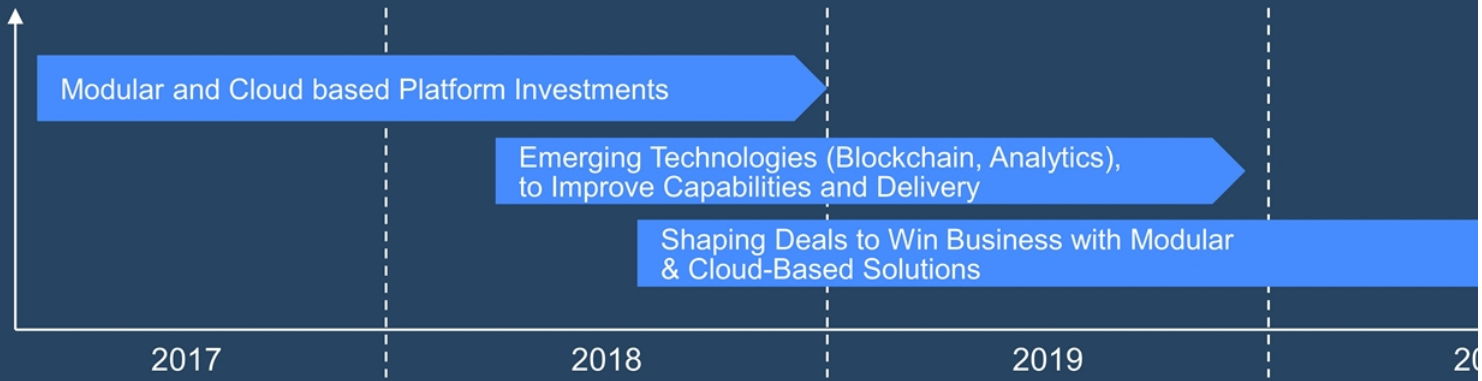 Modular and Cloud based Platform Investments
Emerging Technologies (Blockchain, Analytics),
to Improve Capabilities and Delivery
Shaping Deals to Win Business with Modular
& Cloud-Based Solutions
2017 2018 2019